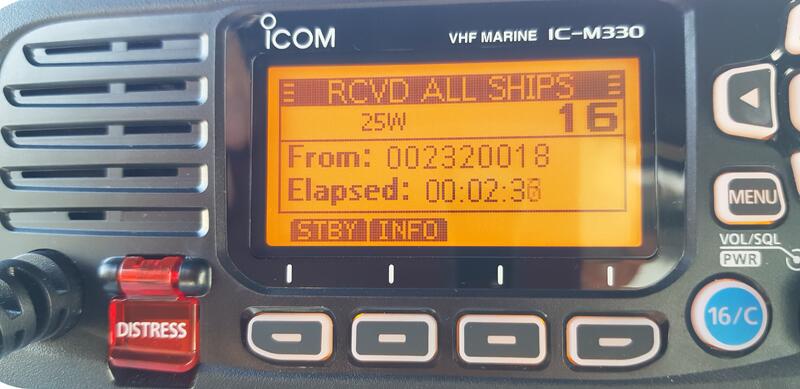 ICOM
VHF MARINE IC-M330
RCVD ALL SHIPS
25W 16
From: 002320018
Elapsed: 00:02:38
STBY INFO
MENU
VOL/SQL
PWR
DISTRESS
16/C